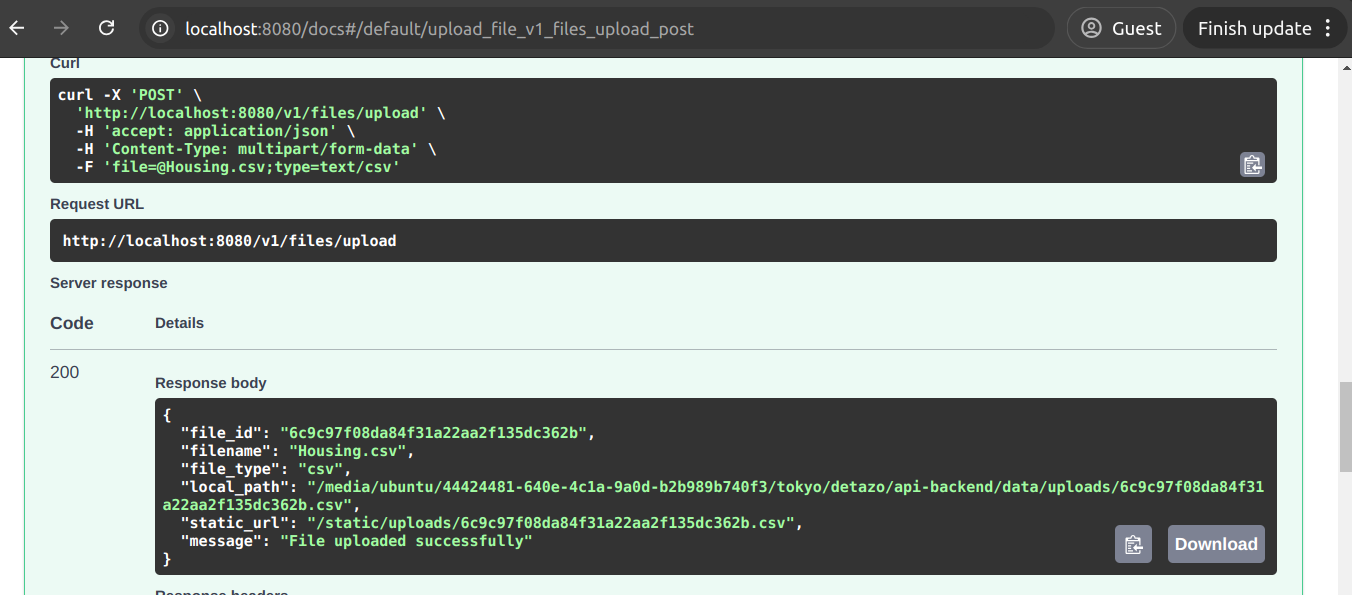 localhost:8080/docs#/default/upload_file_v1_files_upload_post
Guest
Finish update
Curl
curl -X 'POST' \
'http://localhost:8080/v1/files/upload' \
-H 'accept: application/json' \
-H 'Content-Type: multipart/form-data' \
-F 'file=@Housing.csv;type=text/csv'
Request URL
http://localhost:8080/v1/files/upload
Server response
Code Details
200
Response body
{
"file_id": "6c9c97f08da84f31a22aa2f135dc362b",
"filename": "Housing.csv",
"file_type": "csv",
"local_path": "/media/ubuntu/44424481-640e-4c1a-9a0d-b2b989b740f3/tokyo/detazo/api-backend/data/uploads/6c9c97f08da84f31
a22aa2f135dc362b.csv",
"static_url": "/static/uploads/6c9c97f08da84f31a22aa2f135dc362b.csv",
"message": "File uploaded successfully"
}
Download
Response headers